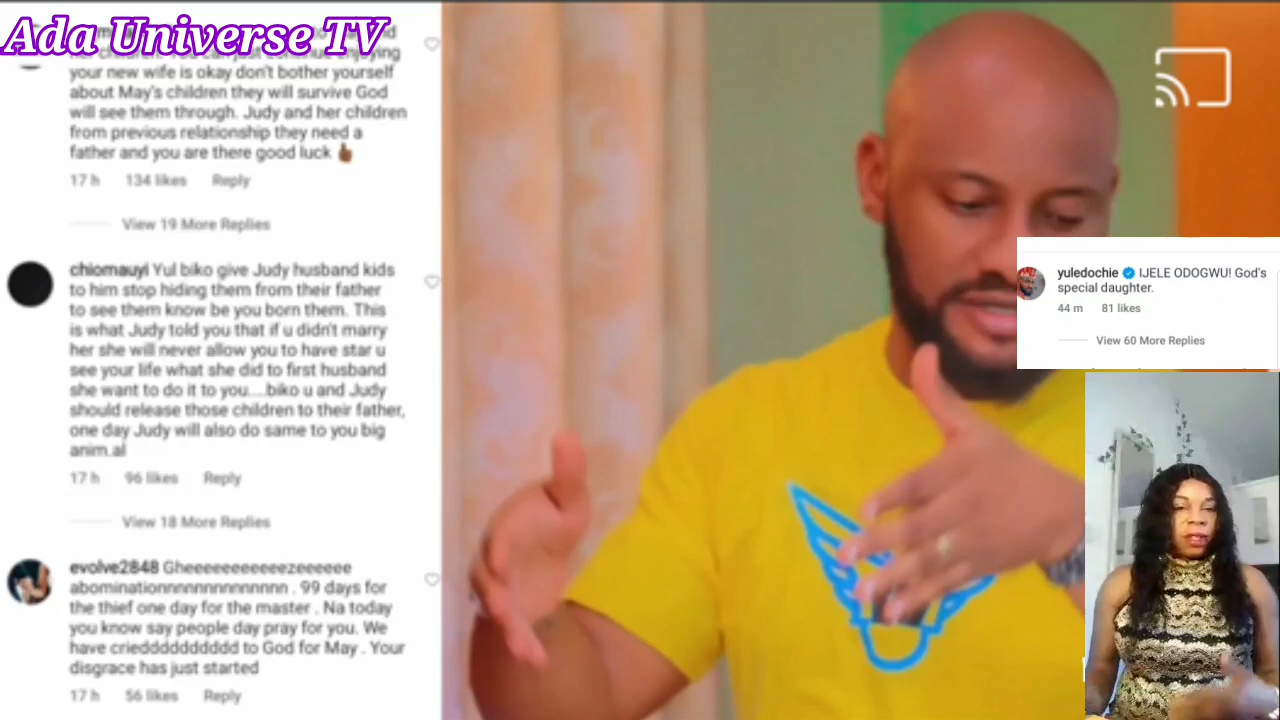 Ada Universe TV
your new wife is okay don't bother yourself
about May's children they will survive God
will see them through. Judy and her children
from previous relationship they need a
father and you are there good luck 👍🏾
17 h 134 likes Reply
View 19 More Replies
chiomauyi Yul biko give Judy husband kids
to him stop hiding them from their father
to see them know be you born them. This
is what Judy told you that if u didn't marry
her she will never allow you to have star u
see your life what she did to first husband
she want to do it to you....biko u and Judy
should release those children to their father,
one day Judy will also do same to you big
anim.al
17 h 96 likes Reply
View 18 More Replies
evolve2848 Gheeeeeeeeeeezeeeeee
abominationnnnnnnnnnnnnn . 99 days for
the thief one day for the master . Na today
you know say people day pray for you. We
have crieddddddddddd to God for May . Your
disgrace has just started
17 h 56 likes Reply
yuledochie IJELE ODOGWU! God's
special daughter.
44 m 81 likes
View 60 More Replies